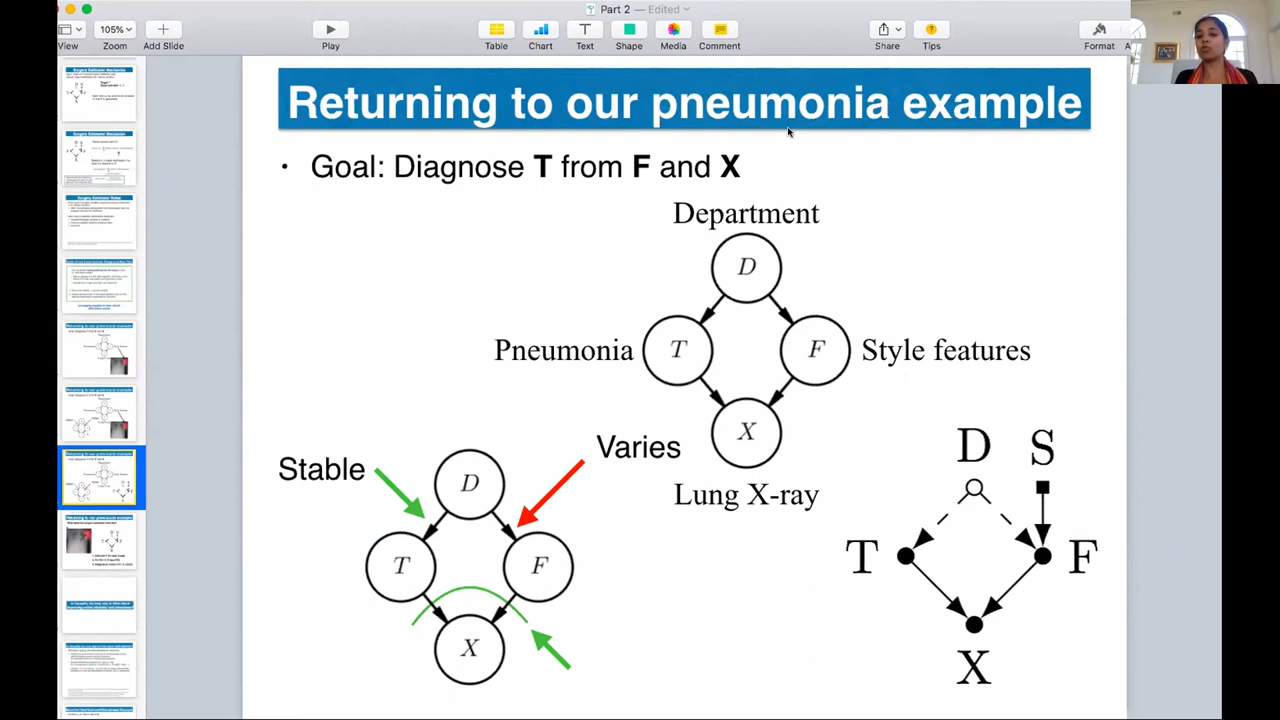 Part 2 — Edited
105%
View
Zoom
Add Slide
Play
Table
Chart
Text
Shape
Media
Comment
Share
Tips
Format
Returning to our pneumonia example
• Goal: Diagnose T from F and X
Department
D
Pneumonia
T
F
Style features
X
Lung X-ray
Stable
Varies
D
T
F
X
D
S
T
F
X